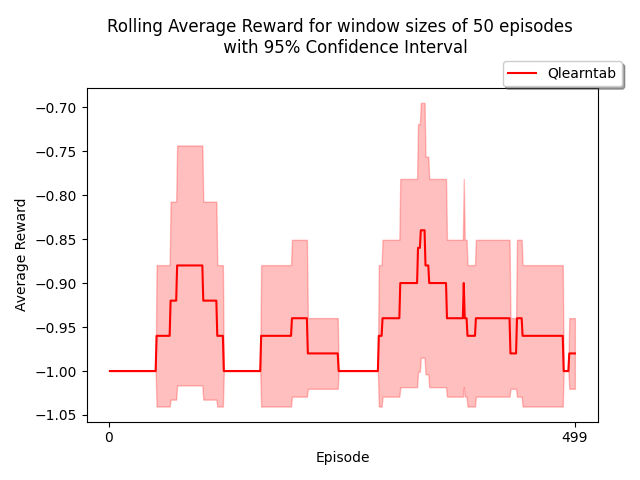 Rolling Average Reward for window sizes of 50 episodes
with 95% Confidence Interval
Qlearntab
−0.70
−0.75
−0.80
−0.85
−0.90
−0.95
−1.00
−1.05
Average Reward
0
499
Episode